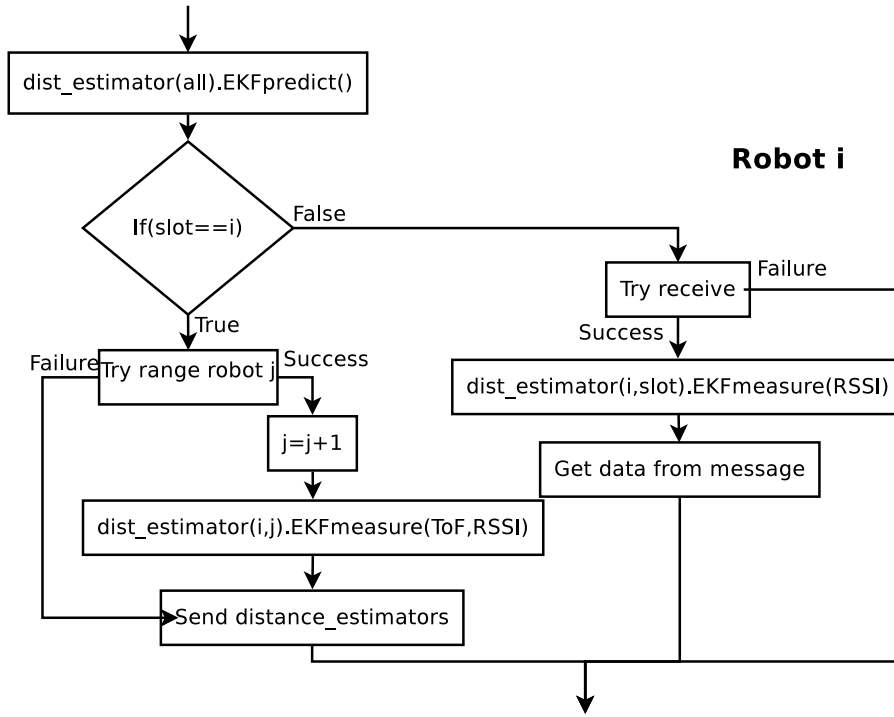 dist_estimator(all).EKFpredict()
Robot i
If(slot==i)
False
Try receive
Failure
True
Success
Failure
Try range robot j
Success
dist_estimator(i,slot).EKFmeasure(RSSI)
j=j+1
Get data from message
dist_estimator(i,j).EKFmeasure(ToF,RSSI)
Send distance_estimators